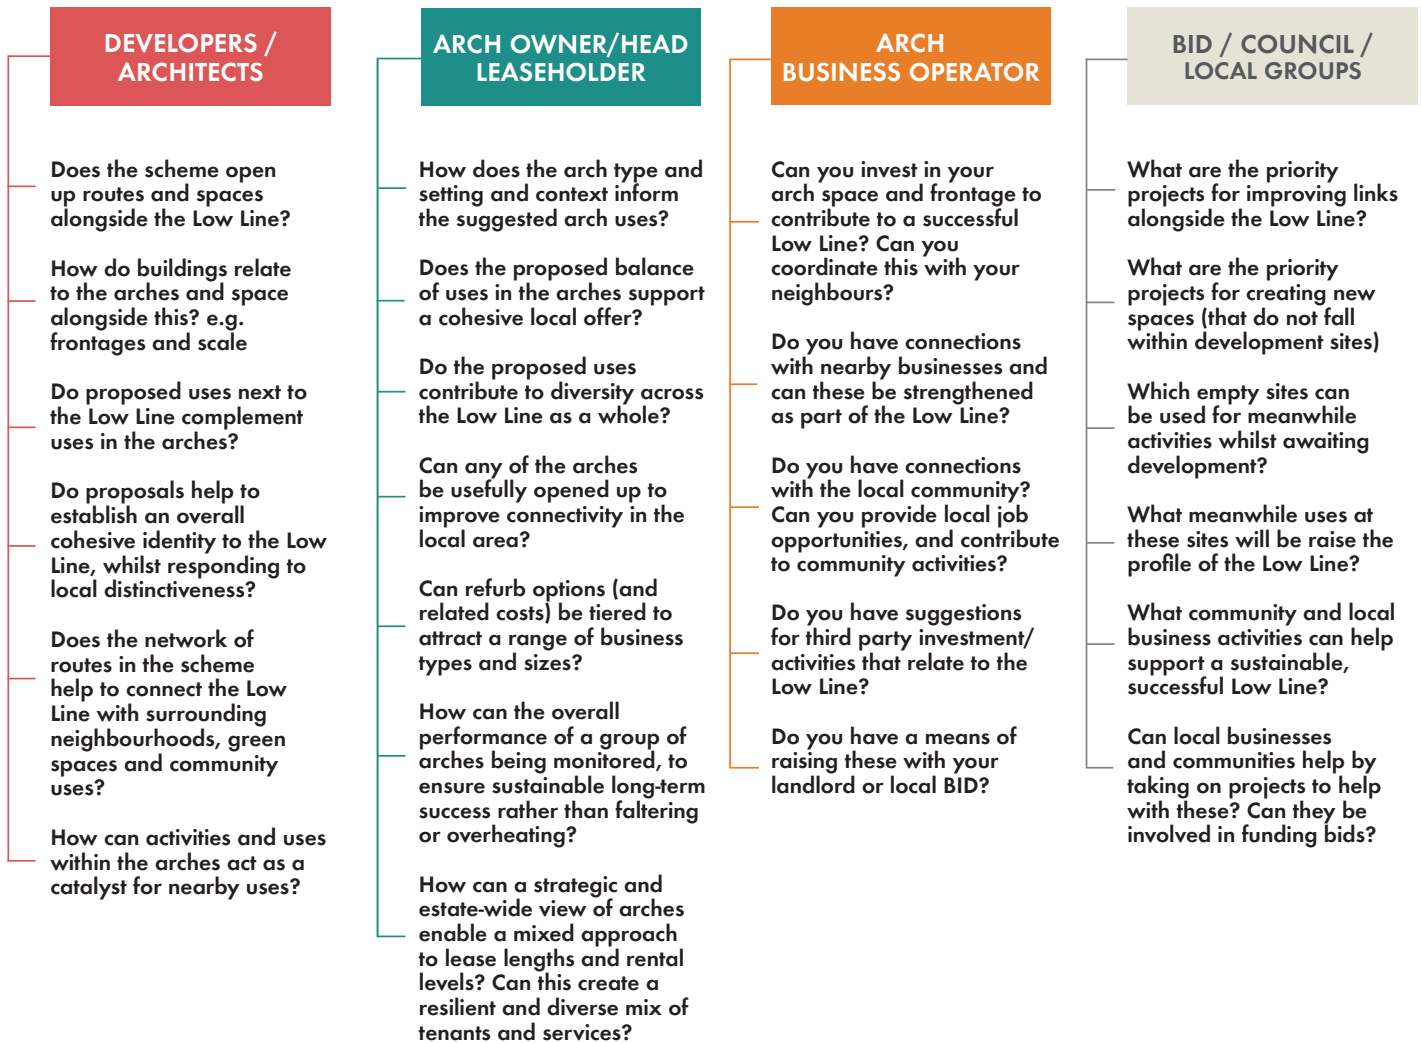 DEVELOPERS /
ARCHITECTS
Does the scheme open
up routes and spaces
alongside the Low Line?
How do buildings relate
to the arches and space
alongside this? e.g.
frontages and scale
Do proposed uses next to
the Low Line complement
uses in the arches?
Do proposals help to
establish an overall
cohesive identity to the Low
Line, whilst responding to
local distinctiveness?
Does the network of
routes in the scheme
help to connect the Low
Line with surrounding
neighbourhoods, green
spaces and community
uses?
How can activities and uses
within the arches act as a
catalyst for nearby uses?
ARCH OWNER/HEAD
LEASEHOLDER
How does the arch type and
setting and context inform
the suggested arch uses?
Does the proposed balance
of uses in the arches support
a cohesive local offer?
Do the proposed uses
contribute to diversity across
the Low Line as a whole?
Can any of the arches
be usefully opened up to
improve connectivity in the
local area?
Can refurb options (and
related costs) be tiered to
attract a range of business
types and sizes?
How can the overall
performance of a group of
arches being monitored, to
ensure sustainable long-term
success rather than faltering
or overheating?
How can a strategic and
estate-wide view of arches
enable a mixed approach
to lease lengths and rental
levels? Can this create a
resilient and diverse mix of
tenants and services?
ARCH
BUSINESS OPERATOR
Can you invest in your
arch space and frontage to
contribute to a successful
Low Line? Can you
coordinate this with your
neighbours?
Do you have connections
with nearby businesses and
can these be strengthened
as part of the Low Line?
Do you have connections
with the local community?
Can you provide local job
opportunities, and contribute
to community activities?
Do you have suggestions
for third party investment/
activities that relate to the
Low Line?
Do you have a means of
raising these with your
landlord or local BID?
BID / COUNCIL /
LOCAL GROUPS
What are the priority
projects for improving links
alongside the Low Line?
What are the priority
projects for creating new
spaces (that do not fall
within development sites)
Which empty sites can
be used for meanwhile
activities whilst awaiting
development?
What meanwhile uses at
these sites will be raise the
profile of the Low Line?
What community and local
business activities can help
support a sustainable,
successful Low Line?
Can local businesses
and communities help by
taking on projects to help
with these? Can they be
involved in funding bids?